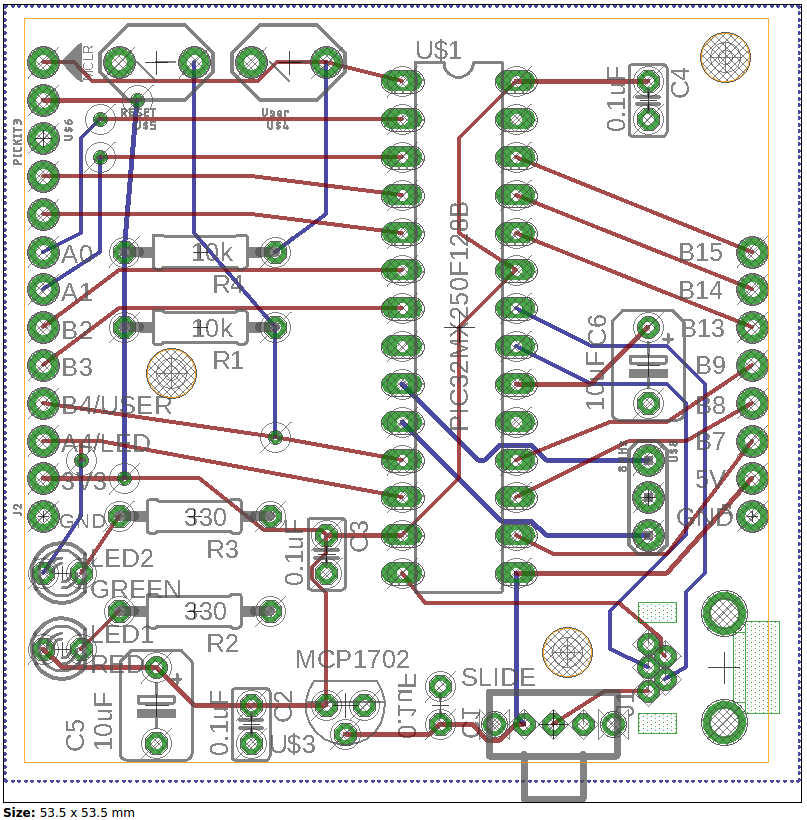 U$1
MCLR
RESET
U$5
User
U$4
0.1uF
C4
PICKIT3
U$6
A0
A1
B2
B3
B4/USER
A4/LED
3V3
GND
J2
10k
R4
10k
R1
PIC32MX250F128B
B15
B14
B13
B9
B8
B7
5V
GND
C6
10uF
+
8MHz
330
R3
0.1uF
C3
LED2
GREEN
330
R2
LED1
RED
MCP1702
SLIDE
C5
10uF
+
0.1uF
C2
U$3
0.1uF
C1
Size: 53.5 x 53.5 mm